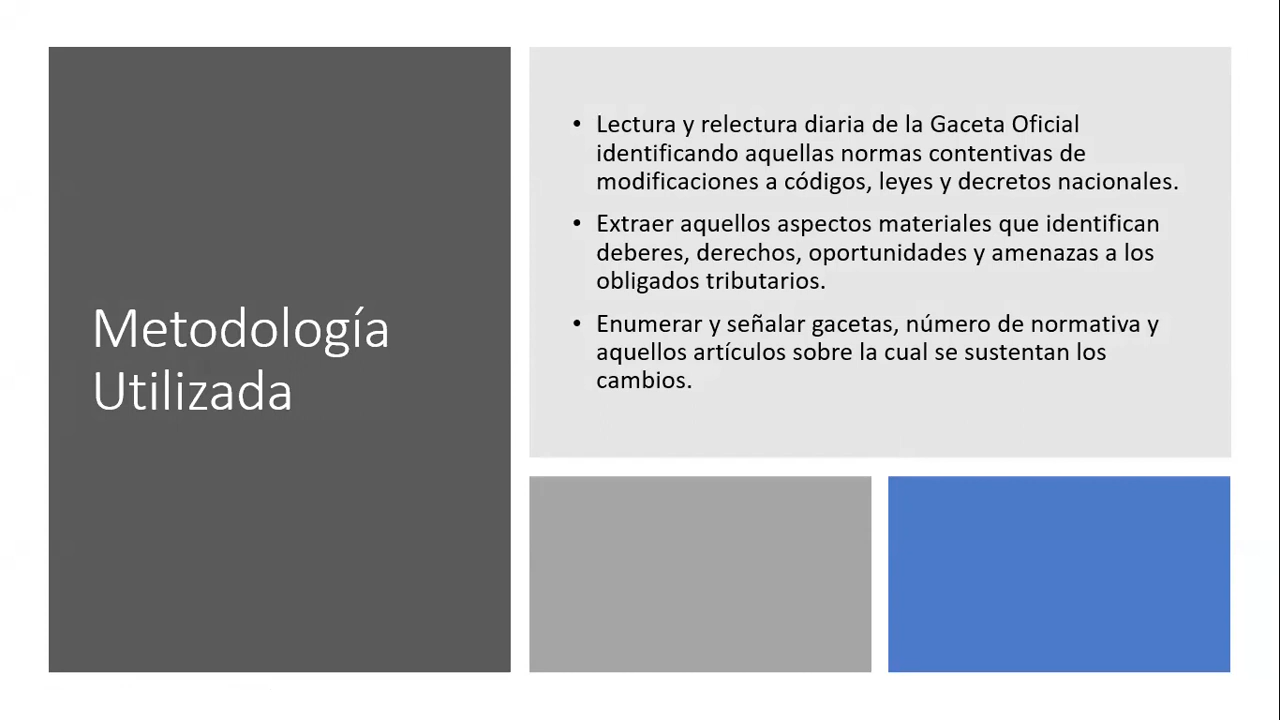 Metodología
Utilizada
• Lectura y relectura diaria de la Gaceta Oficial
identificando aquellas normas contentivas de
modificaciones a códigos, leyes y decretos nacionales.
• Extraer aquellos aspectos materiales que identifican
deberes, derechos, oportunidades y amenazas a los
obligados tributarios.
• Enumerar y señalar gacetas, número de normativa y
aquellos artículos sobre la cual se sustentan los
cambios.